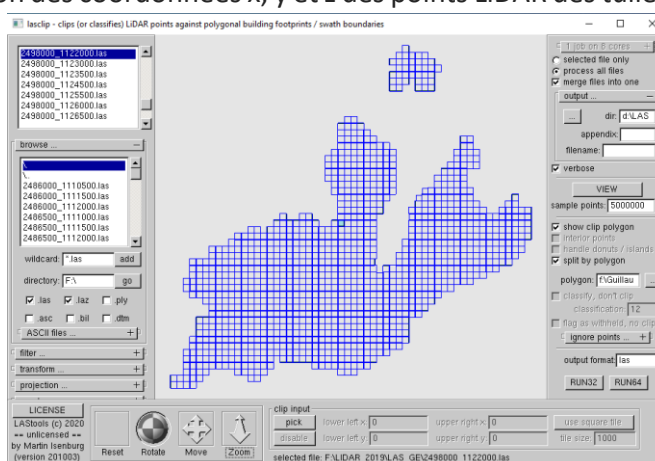 lasclip - clips (or classifies) LiDAR points against polygonal building footprints / swath boundaries
2498000_1122000.las
2498000_1123000.las
2498000_1123500.las
2498000_1124500.las
2498000_1125500.las
2498000_1126000.las
2498000_1126500.las
browse ...
\
\..
2486000_1110500.las
2486000_1111500.las
2486000_1112000.las
2486500_1111000.las
2486500_1111500.las
2486500_1112000.las
wildcard: *.las add
directory: F:\ go
.las .laz .ply
.asc .bil .dtm
ASCII files ...
filter ...
transform ...
projection ...
LICENSE
LAStools (c) 2020
-- unlicensed --
by Martin Isenburg
(version 201003)
Reset Rotate Move Zoom
clip input
pick lower left x: 0 upper right x: 0 use square tile
disable lower left y: 0 upper right y: 0 tile size: 1000
selected file: F:\LIDAR_2019\LAS_GE\2498000_1122000.las
1 job on 8 cores
selected file only
process all files
merge files into one
output ...
... dir: d:\LAS
appendix:
filename:
verbose
VIEW
sample points: 5000000
show clip polygon
interior points
handle donuts / islands
split by polygon
polygon: f:\Guillau ...
classify, don't clip
classification: 12
flag as withheld, no clip
ignore points ...
output format: las
RUN32 RUN64